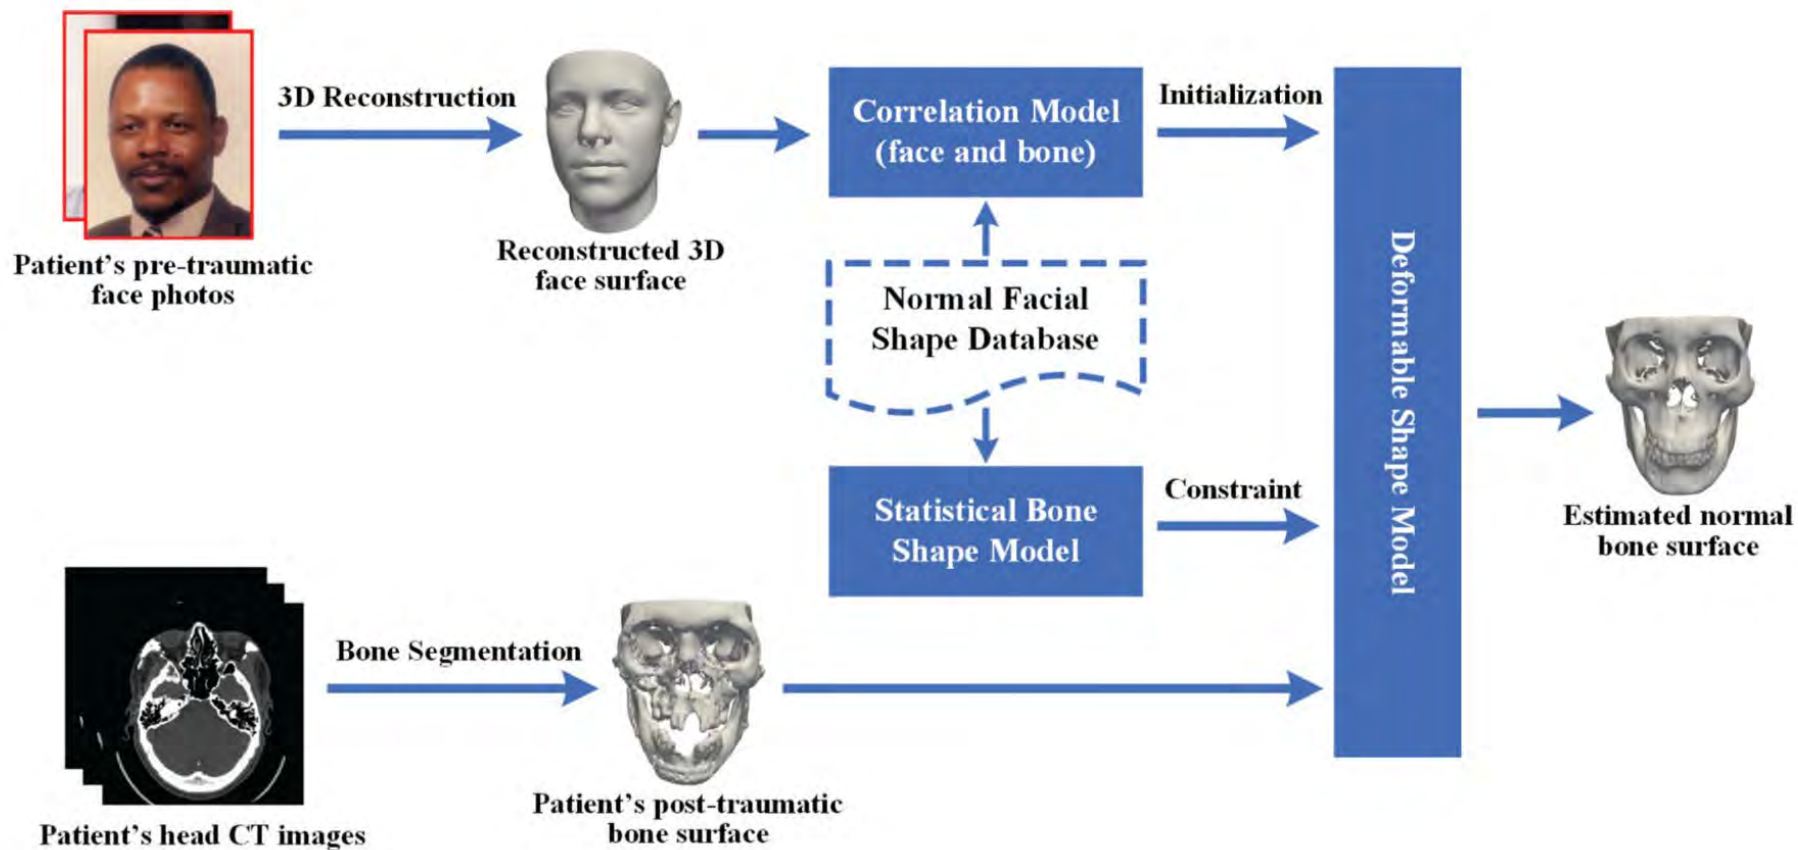 3D Reconstruction
Patient's pre-traumatic
face photos
Reconstructed 3D
face surface
Correlation Model
(face and bone)
Initialization
Normal Facial
Shape Database
Statistical Bone
Shape Model
Constraint
Deformable Shape Model
Estimated normal
bone surface
Bone Segmentation
Patient's head CT images
Patient's post-traumatic
bone surface